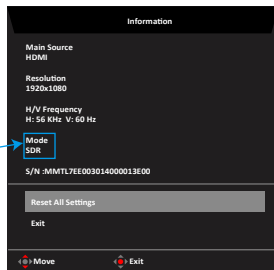 Information
Main Source
HDMI
Resolution
1920x1080
H/V Frequency
H: 56 KHz V: 60 Hz
Mode
SDR
S/N :MMTL7EE003014000013E00
Reset All Settings
Exit
Move Exit